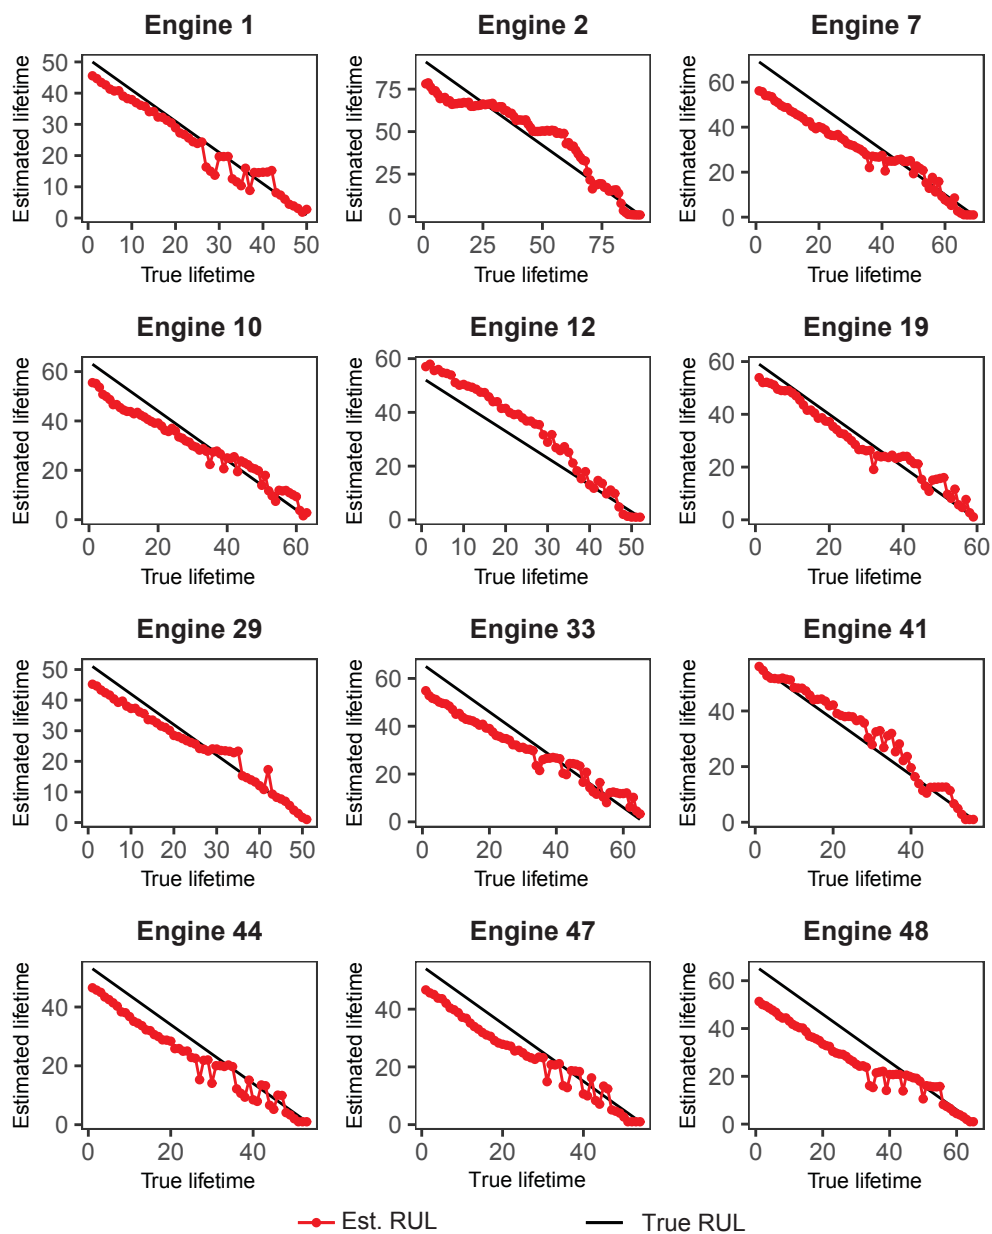 Engine 1 Engine 2 Engine 7
Estimated lifetime 50 40 30 20 10 0
Estimated lifetime 75 50 25 0
Estimated lifetime 60 40 20 0
0 10 20 30 40 50 0 25 50 75 0 20 40 60
True lifetime True lifetime True lifetime
Engine 10 Engine 12 Engine 19
Estimated lifetime 60 40 20 0
Estimated lifetime 60 40 20 0
Estimated lifetime 60 40 20 0
0 20 40 60 0 10 20 30 40 50 0 20 40 60
True lifetime True lifetime True lifetime
Engine 29 Engine 33 Engine 41
Estimated lifetime 50 40 30 20 10 0
Estimated lifetime 60 40 20 0
Estimated lifetime 40 20 0
0 10 20 30 40 50 0 20 40 60 0 20 40
True lifetime True lifetime True lifetime
Engine 44 Engine 47 Engine 48
Estimated lifetime 40 20 0
Estimated lifetime 40 20 0
Estimated lifetime 60 40 20 0
0 20 40 0 20 40 0 20 40 60
True lifetime True lifetime True lifetime
Est. RUL True RUL